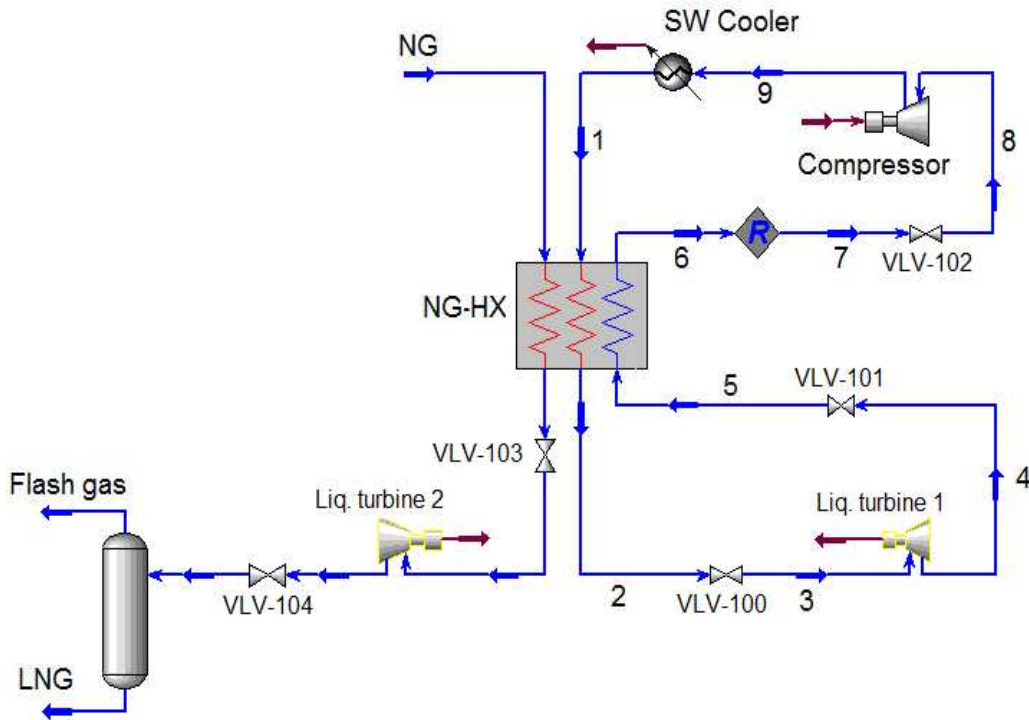 SW Cooler
NG
9
1
8
Compressor
6
R
7
VLV-102
NG-HX
VLV-101
5
VLV-103
4
Flash gas
Liq. turbine 2
Liq. turbine 1
VLV-104
2
VLV-100
3
LNG